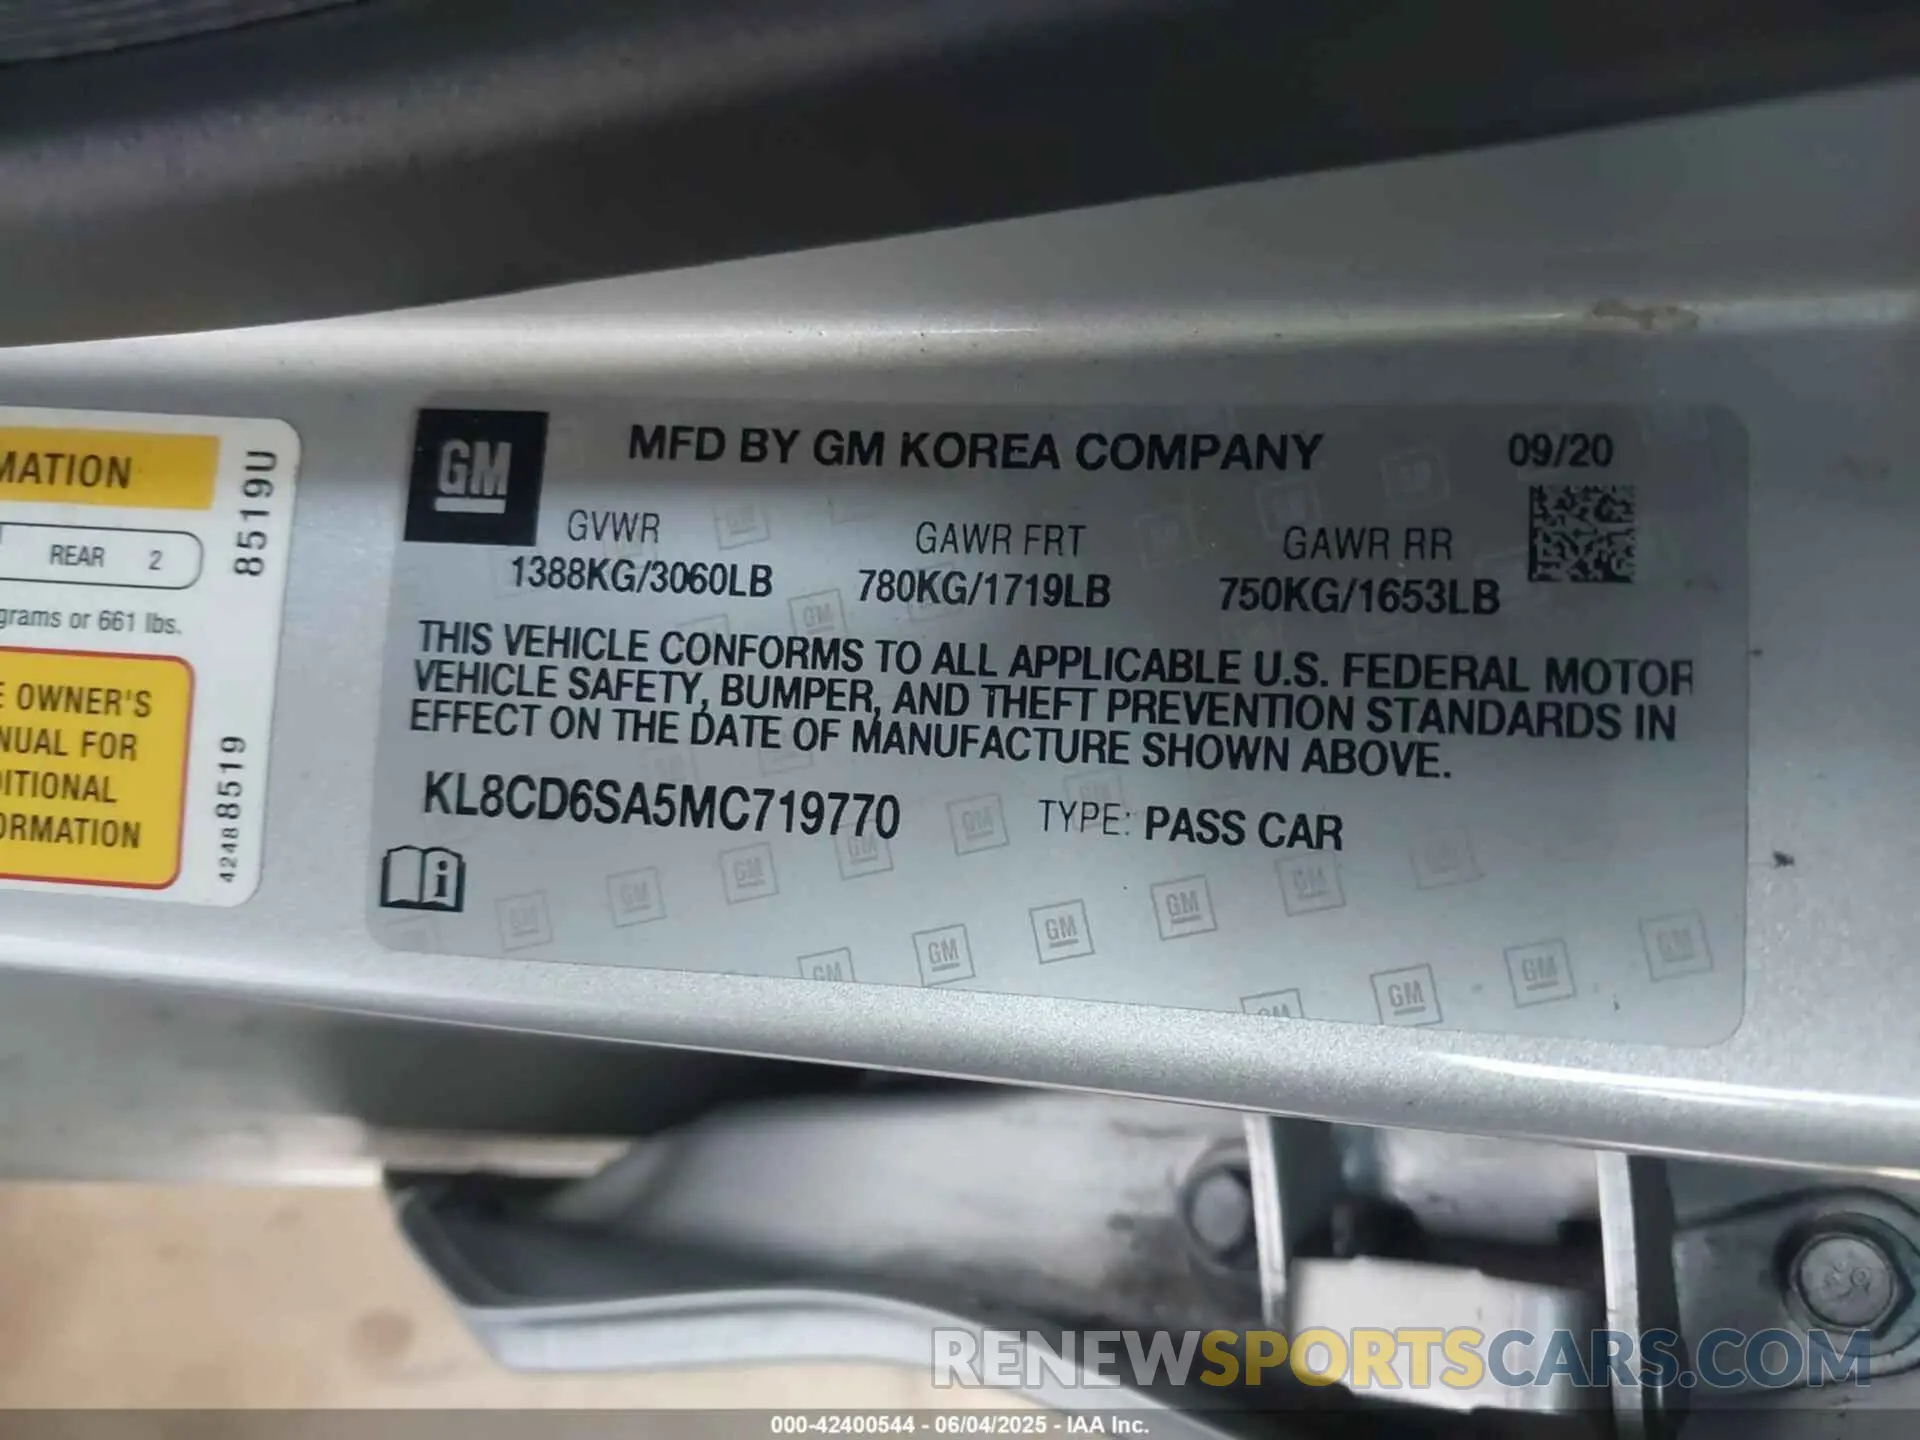 MATION
REAR 2
grams or 661 lbs.
OWNER'S
NUAL FOR
ITIONAL
ORMATION
8519U
42488519
GM
MFD BY GM KOREA COMPANY 09/20
GVWR GAWR FRT GAWR RR
1388KG/3060LB 780KG/1719LB 750KG/1653LB
THIS VEHICLE CONFORMS TO ALL APPLICABLE U.S. FEDERAL MOTOR
VEHICLE SAFETY, BUMPER, AND THEFT PREVENTION STANDARDS IN
EFFECT ON THE DATE OF MANUFACTURE SHOWN ABOVE.
KL8CD6SA5MC719770 TYPE: PASS CAR
RENEWSPORTSCARS.COM
000-42400544 - 06/04/2025 - IAA Inc.